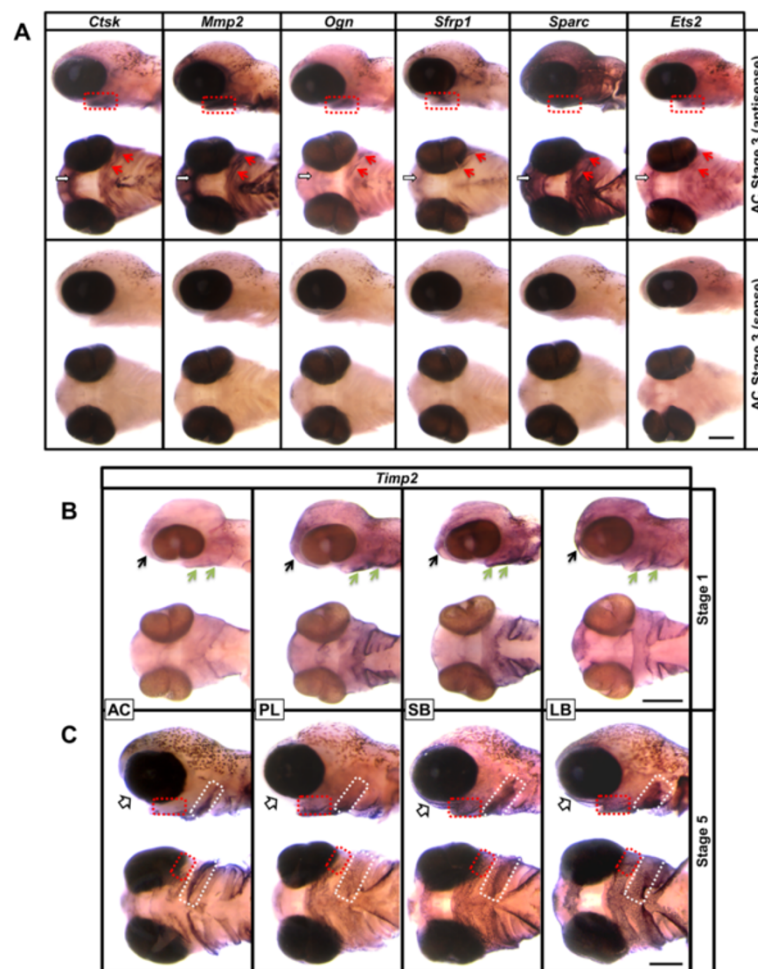 A
Ctsk Mmp2 Ogn Sfrp1 Sparc Ets2
AC Stage 3 (antisense)
AC Stage 3 (sense)
Timp2
B
Stage 1
AC PL SB LB
C
Stage 5